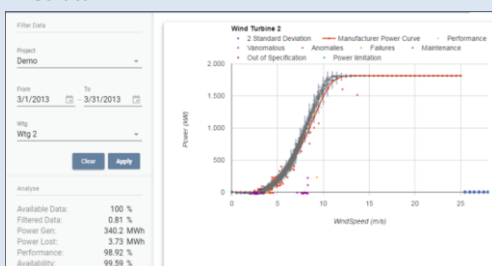 Filter Data
Project
Demo
From
To
3/1/2013 - 3/31/2013
Wtg
Wtg 2
Clear
Apply
Analyse
Available Data: 100 %
Filtered Data: 0.81 %
Power Gen: 340.2 MWh
Power Lost: 3.73 MWh
Performance: 98.92 %
Availability: 99.59 %
Wind Turbine 2
2 Standard Deviation Manufacturer Power Curve Performance
Vanomalous Anomalies Failures Maintenance
Out of Specification Power limitation
Power (kW)
2.000
1.500
1.000
500
0
0 5 10 15 20 25
WindSpeed (m/s)